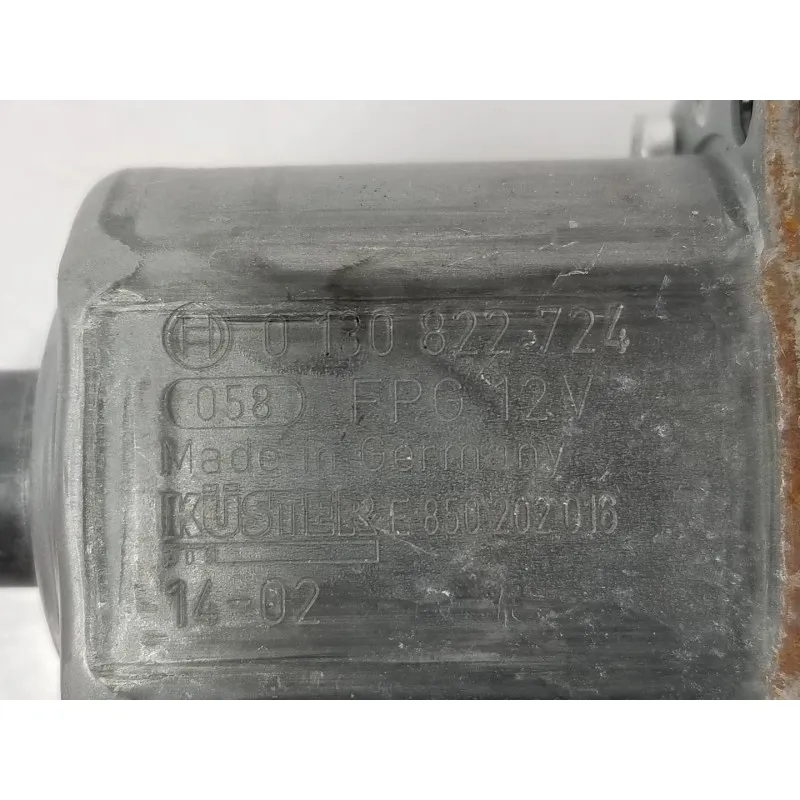 0 130 822 724
058 FPG 12V
Made in Germany
KÜSTER E 850 202 016
14-02